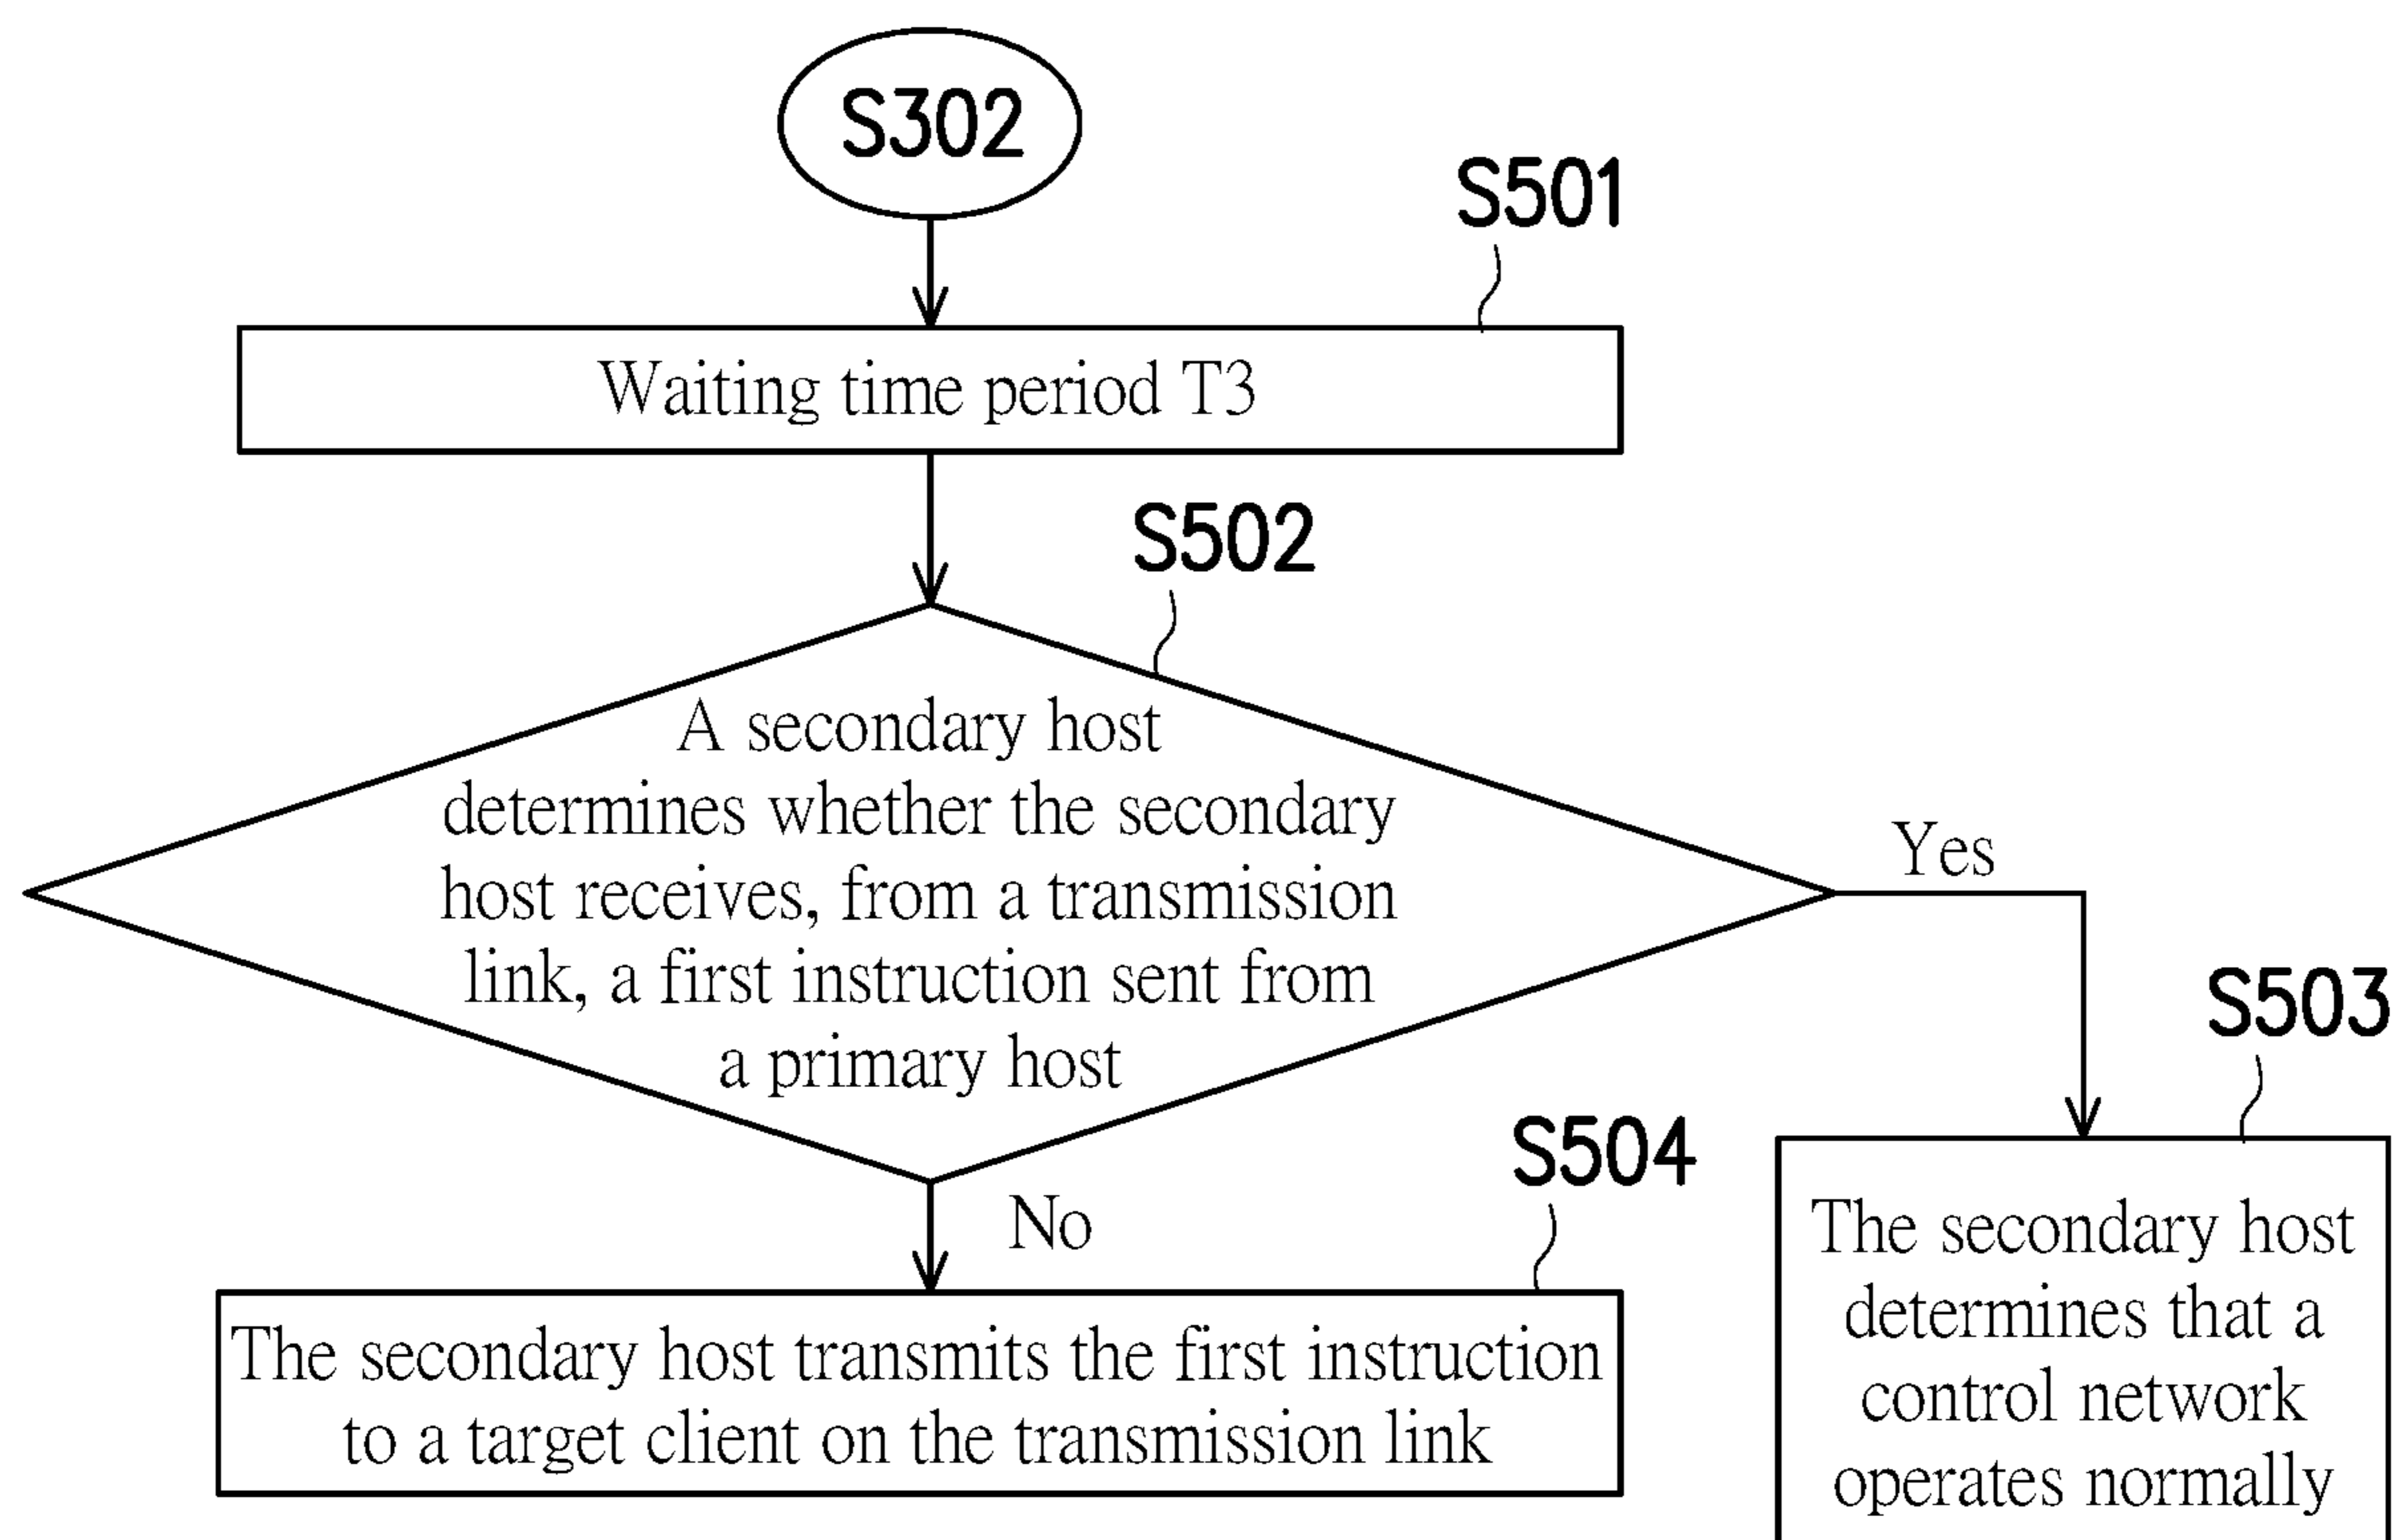 S302
S501
Waiting time period T3
S502
A secondary host
determines whether the secondary
host receives, from a transmission
link, a first instruction sent from
a primary host
Yes
S503
The secondary host
determines that a
control network
operates normally
No
S504
The secondary host transmits the first instruction
to a target client on the transmission link